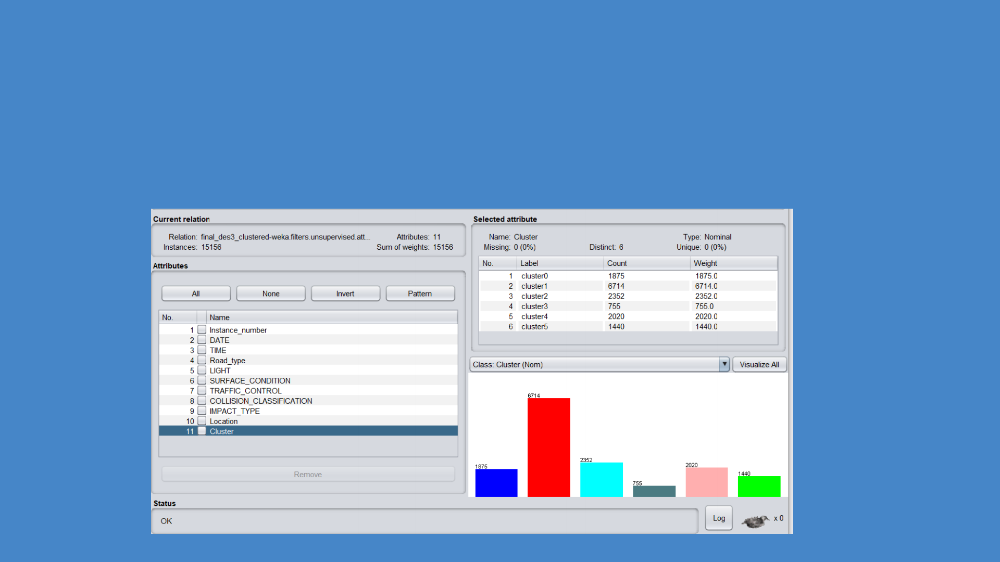 Current relation
Relation: final_des3_clustered-weka.filters.unsupervised.att... Attributes: 11
Instances: 15156 Sum of weights: 15156
Attributes
All None Invert Pattern
No. Name
1 Instance_number
2 DATE
3 TIME
4 Road_type
5 LIGHT
6 SURFACE_CONDITION
7 TRAFFIC_CONTROL
8 COLLISION_CLASSIFICATION
9 IMPACT_TYPE
10 Location
11 Cluster
Remove
Selected attribute
Name: Cluster Type: Nominal
Missing: 0 (0%) Distinct: 6 Unique: 0 (0%)
No. Label Count Weight
1 cluster0 1875 1875.0
2 cluster1 6714 6714.0
3 cluster2 2352 2352.0
4 cluster3 755 755.0
5 cluster4 2020 2020.0
6 cluster5 1440 1440.0
Class: Cluster (Nom) Visualize All
6714
2352
2020
1875
1440
755
Status
OK
Log x 0